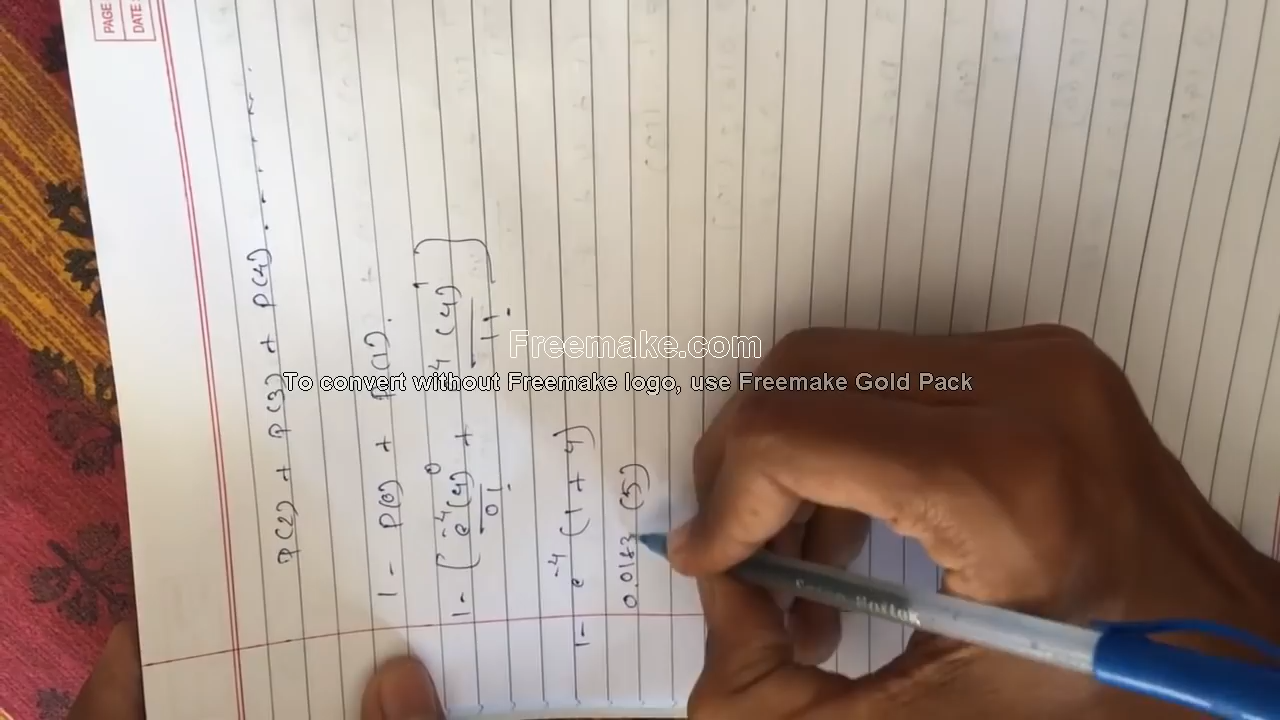 PAGE
DATE:
P(2) + P(3) + P(4) . - - - - -
1 - P(0) + P(1).
1 - [ e^-4 (4)^0 / 0! + e^-4 (4)^1 / 1! ]
1 - e^-4 (1 + 4)
0.0183 (5)
Freemake.com
To convert without Freemake logo, use Freemake Gold Pack